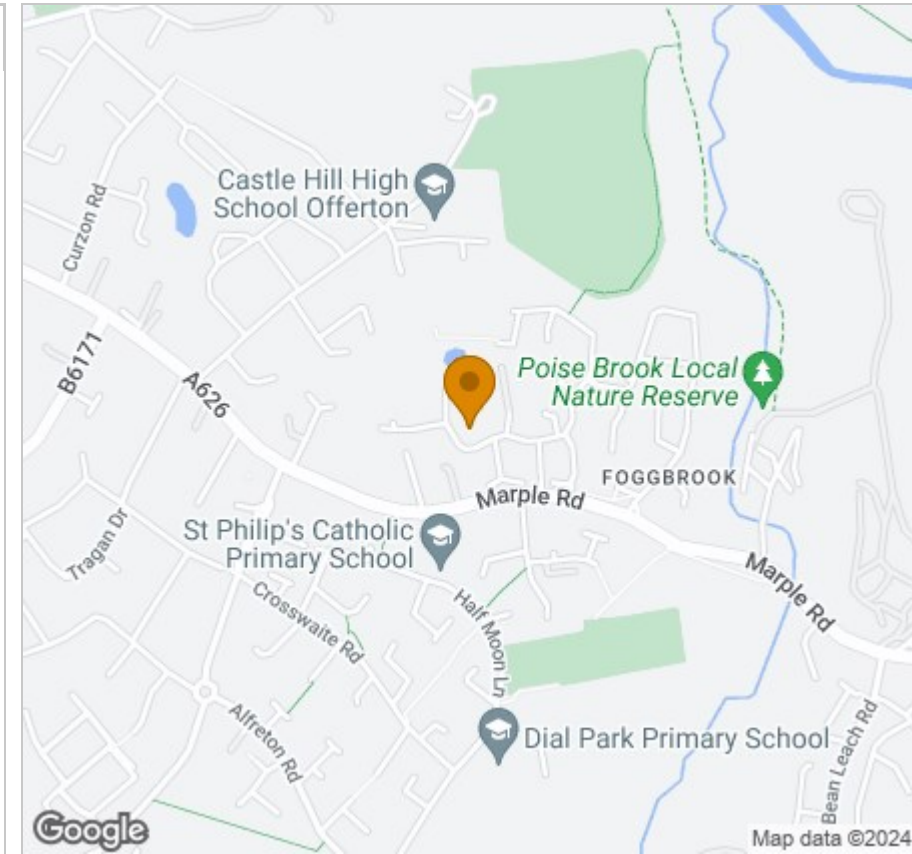 Castle Hill High
School Offerton
Curzon Rd
B6171
A626
Poise Brook Local
Nature Reserve
FOGGBROOK
Marple Rd
St Philip's Catholic
Primary School
Tragan Dr
Crosswaite Rd
Half Moon Ln
Marple Rd
Alfreton Rd
Dial Park Primary School
Bean Leach Rd
Google
Map data ©2024